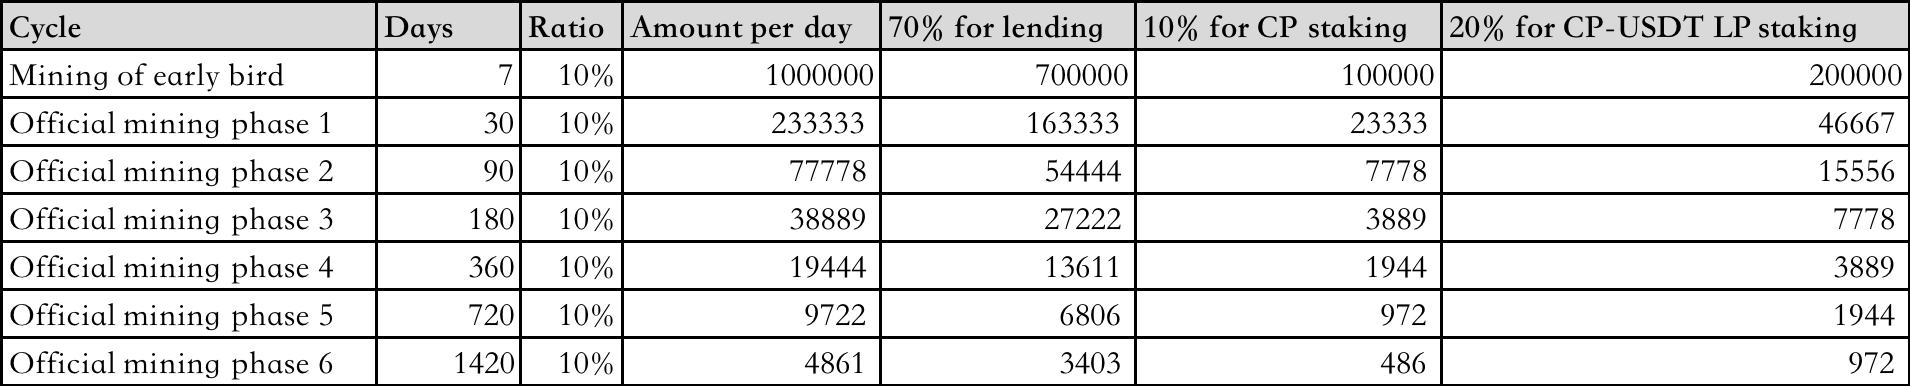 Cycle Days Ratio Amount per day 70% for lending 10% for CP staking 20% for CP-USDT LP staking
Mining of early bird 7 10% 1000000 700000 100000 200000
Official mining phase 1 30 10% 233333 163333 23333 46667
Official mining phase 2 90 10% 77778 54444 7778 15556
Official mining phase 3 180 10% 38889 27222 3889 7778
Official mining phase 4 360 10% 19444 13611 1944 3889
Official mining phase 5 720 10% 9722 6806 972 1944
Official mining phase 6 1420 10% 4861 3403 486 972